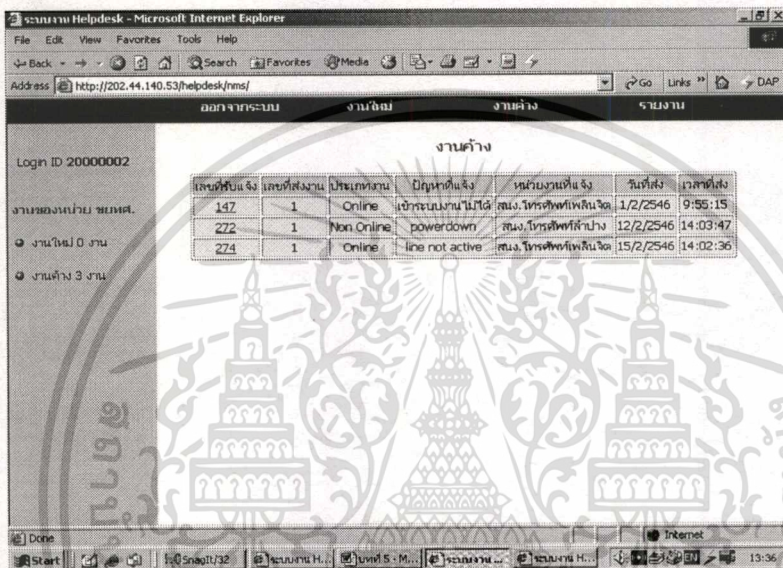 ระบบงาน Helpdesk - Microsoft Internet Explorer
File Edit View Favorites Tools Help
Back Search Favorites Media
Address http://202.44.140.53/helpdesk/nms/ Go Links » DAP
ออกจากระบบ งานใหม่ งานค้าง รายงาน
Login ID 20000002
งานของหน่วย ชยหศ.
งานใหม่ 0 งาน
งานค้าง 3 งาน
งานค้าง
เลขที่รับแจ้ง เลขที่ส่งงาน ประเภทงาน ปัญหาที่แจ้ง หน่วยงานที่แจ้ง วันที่ส่ง เวลาที่ส่ง
147 1 Online เข้าระบบงานไม่ได้ สนง.โทรศัพท์เพลินจิต 1/2/2546 9:55:15
272 1 Non Online powerdown สนง.โทรศัพท์ลำปาง 12/2/2546 14:03:47
274 1 Online line not active สนง.โทรศัพท์เพลินจิต 15/2/2546 14:02:36
Done Internet
Start SnagIt/32 ระบบงาน H... บทที่ 5 - M... ระบบงาน ... ระบบงาน H... EN 13:36